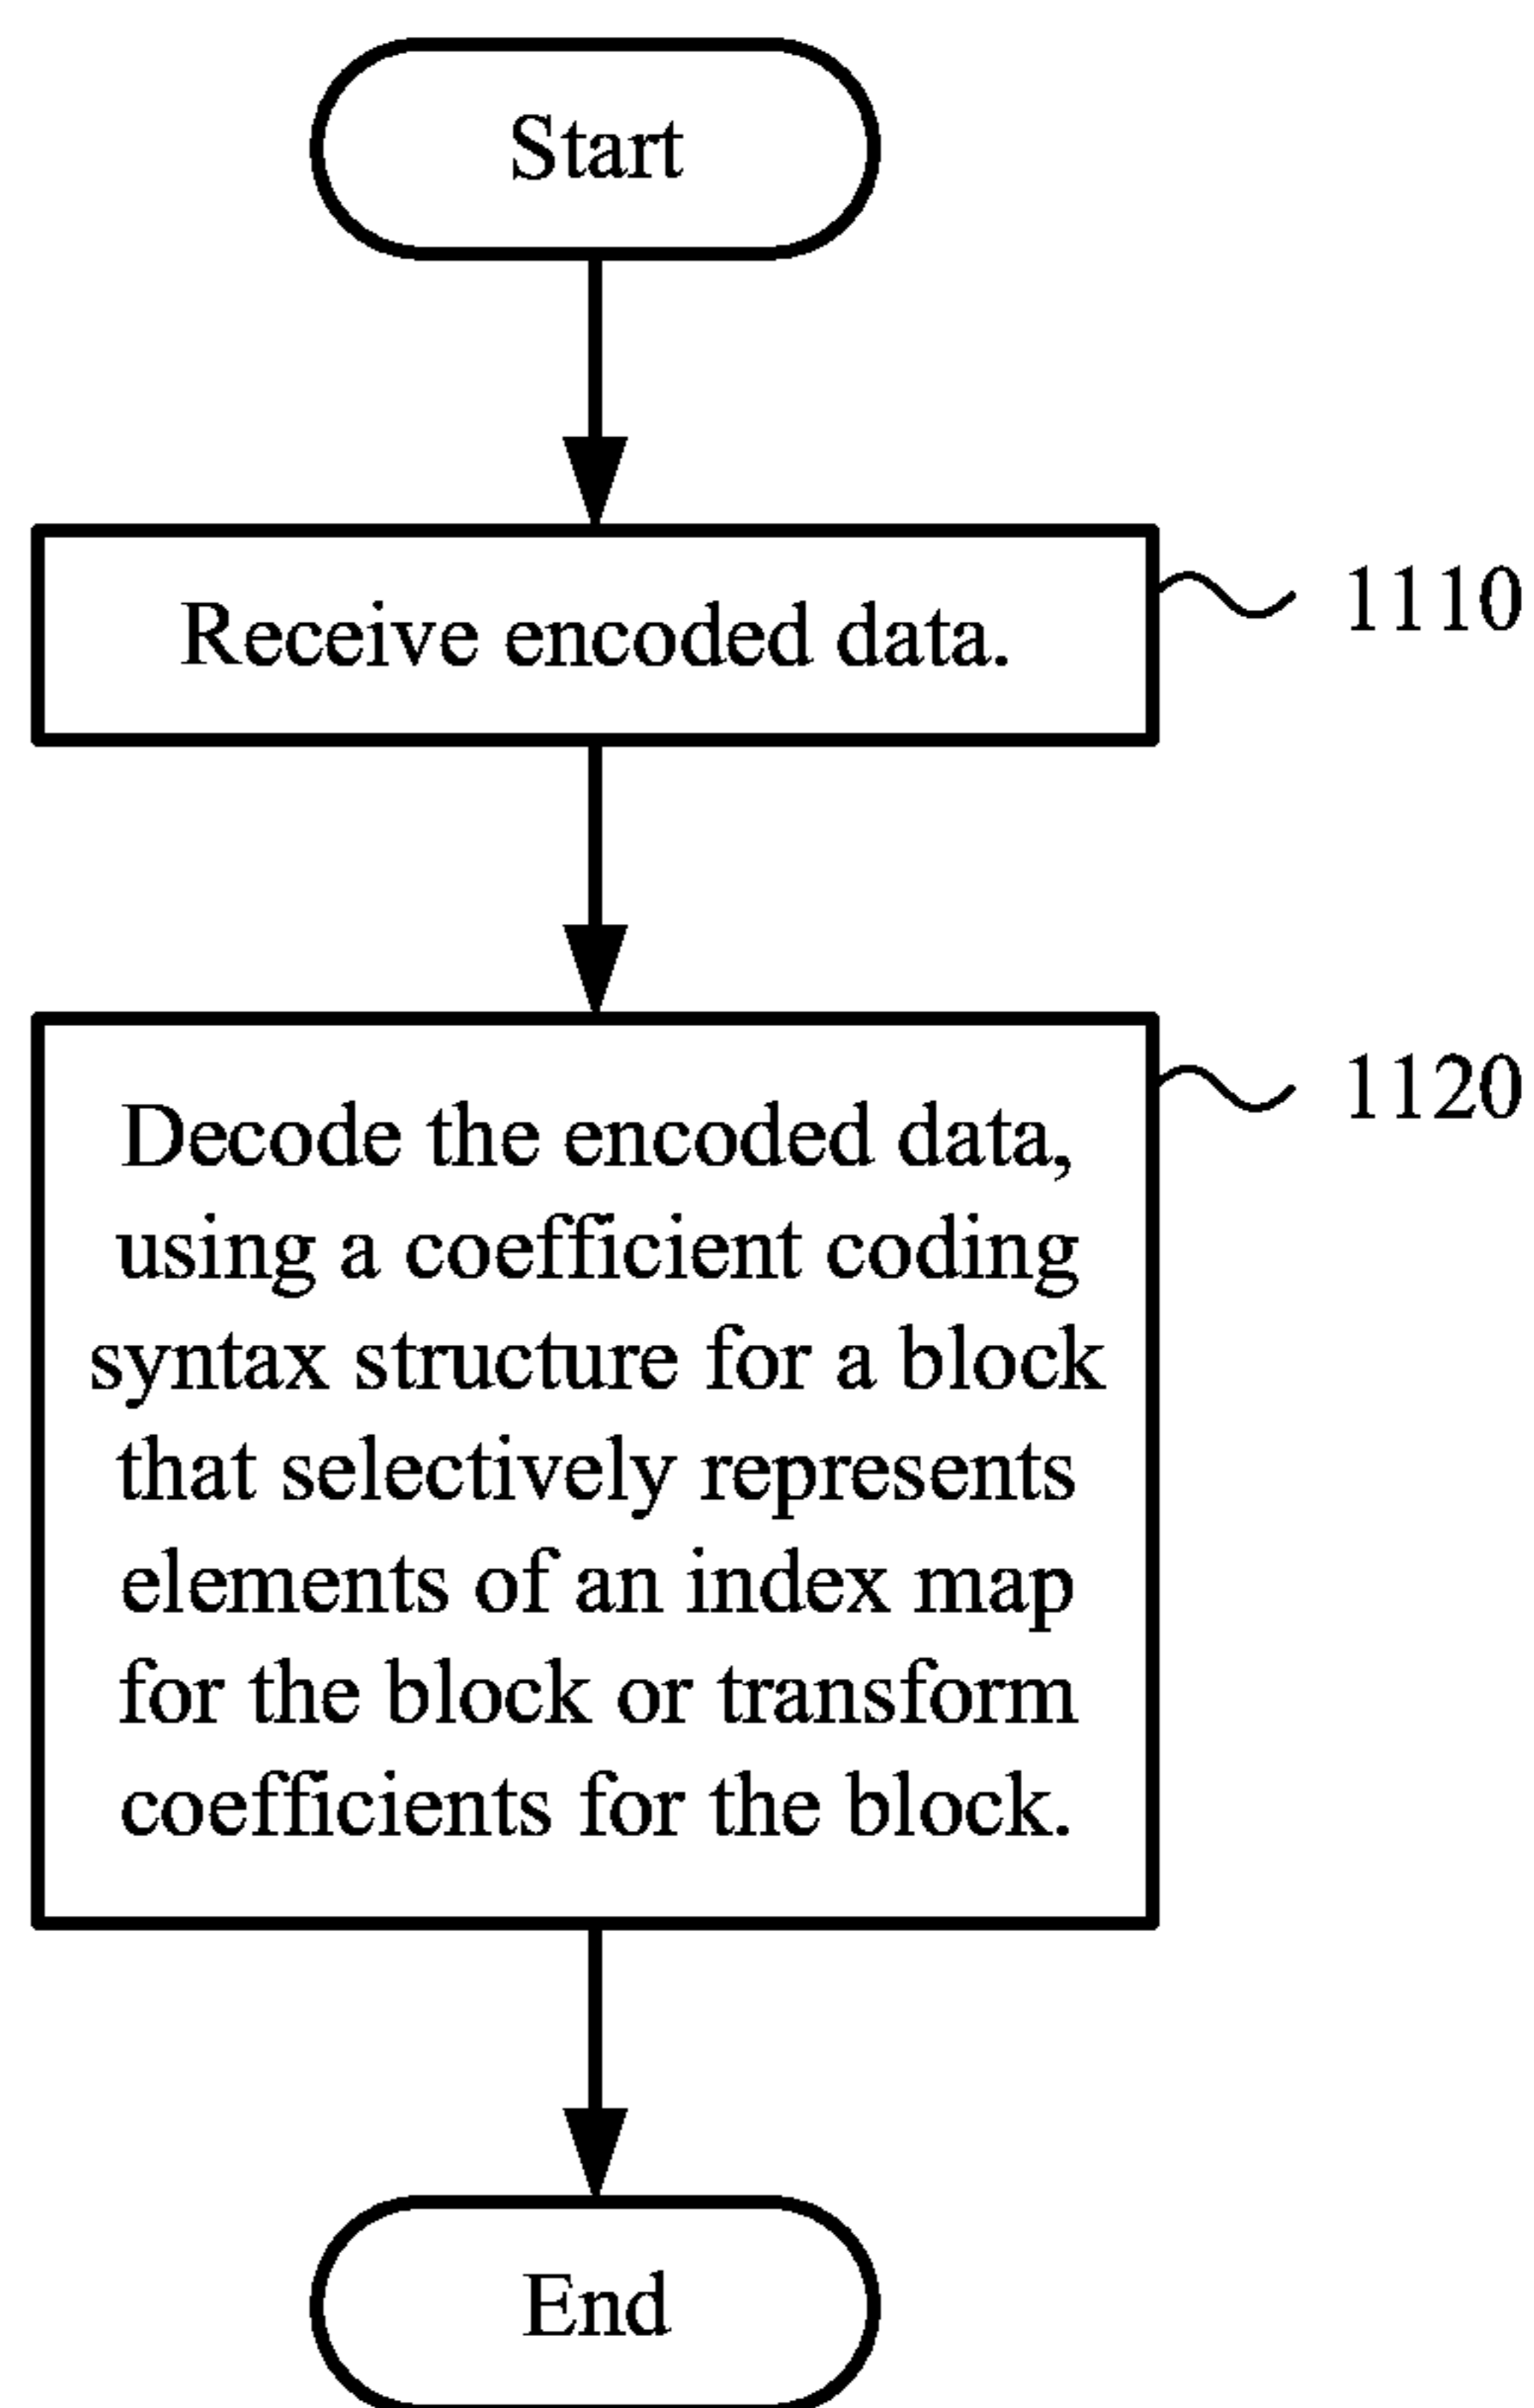 Start
Receive encoded data.
1110
Decode the encoded data,
using a coefficient coding
syntax structure for a block
that selectively represents
elements of an index map
for the block or transform
coefficients for the block.
1120
End